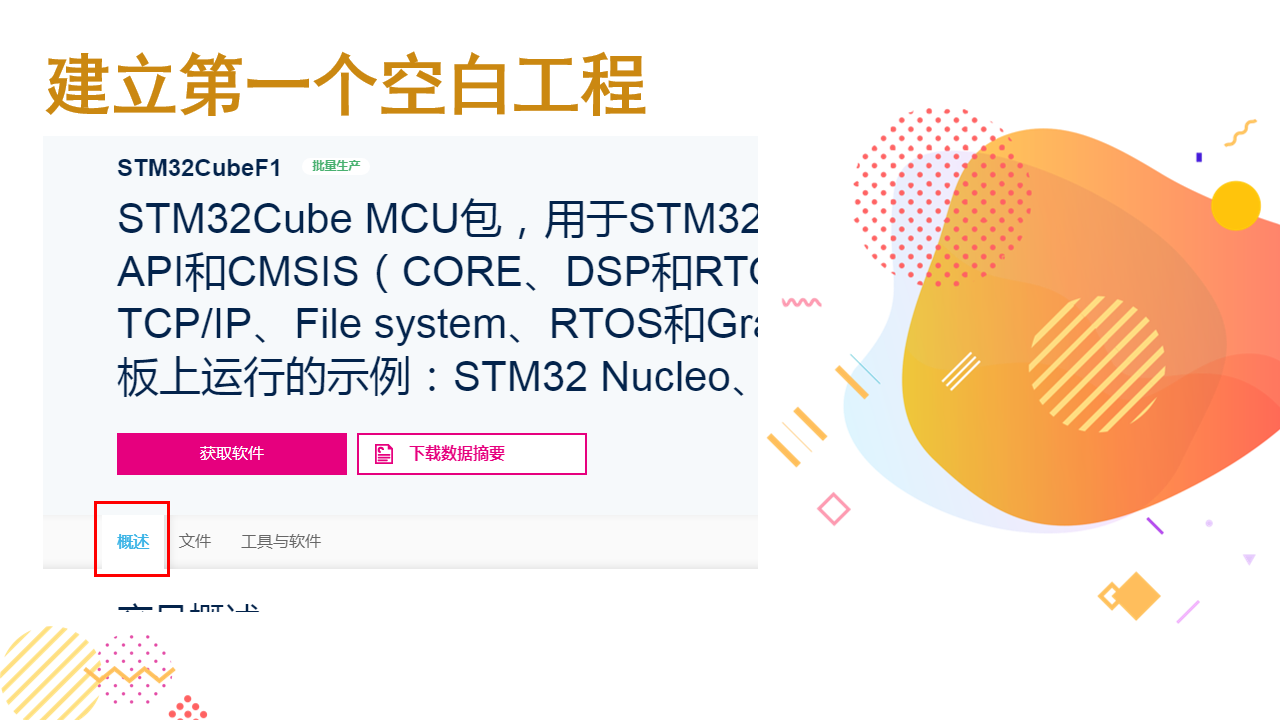 建立第一个空白工程
STM32CubeF1 批量生产
STM32Cube MCU包，用于STM32
API和CMSIS（CORE、DSP和RTO
TCP/IP、File system、RTOS和Gra
板上运行的示例：STM32 Nucleo、
获取软件 下载数据摘要
概述 文件 工具与软件